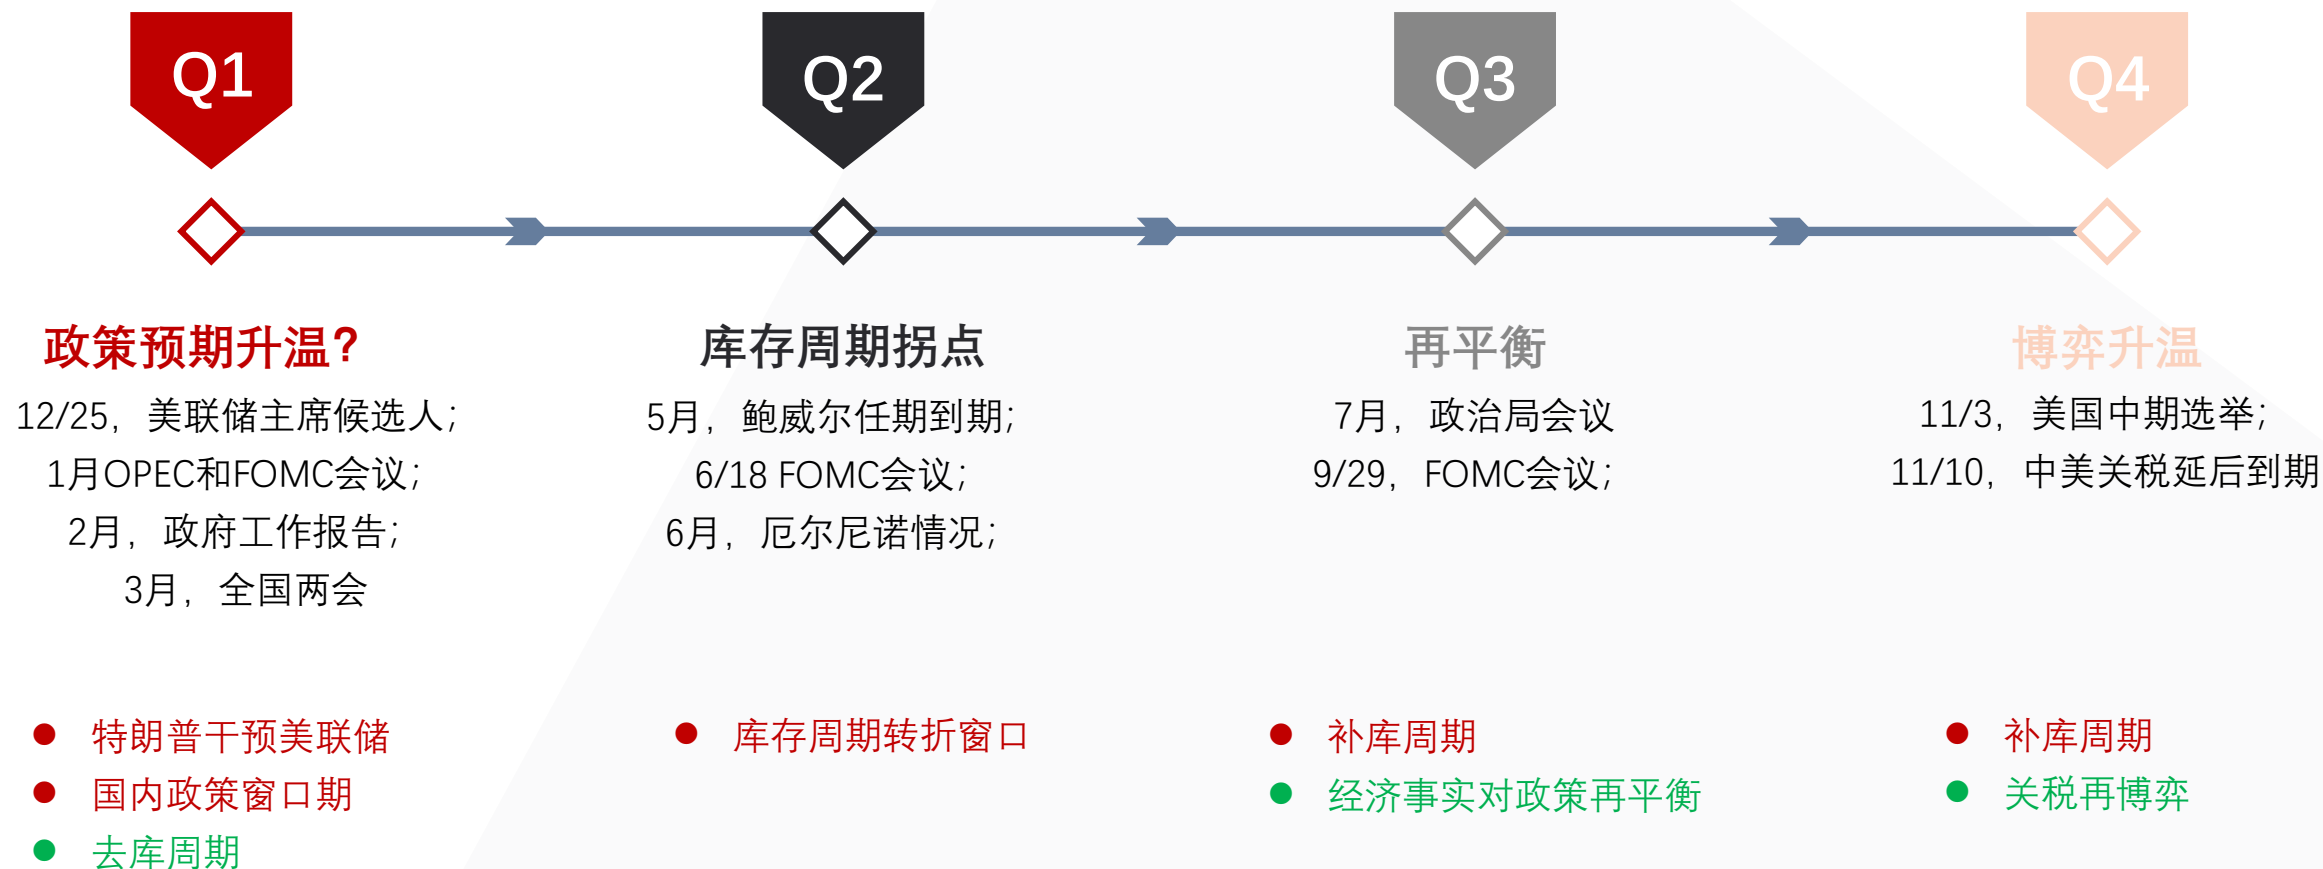 Q1
政策预期升温?
12/25，美联储主席候选人；
1月OPEC和FOMC会议；
2月，政府工作报告；
3月，全国两会
特朗普干预美联储
国内政策窗口期
去库周期
Q2
库存周期拐点
5月，鲍威尔任期到期；
6/18 FOMC会议；
6月，厄尔尼诺情况；
库存周期转折窗口
Q3
再平衡
7月，政治局会议
9/29，FOMC会议；
补库周期
经济事实对政策再平衡
Q4
博弈升温
11/3，美国中期选举；
11/10，中美关税延后到期
补库周期
关税再博弈